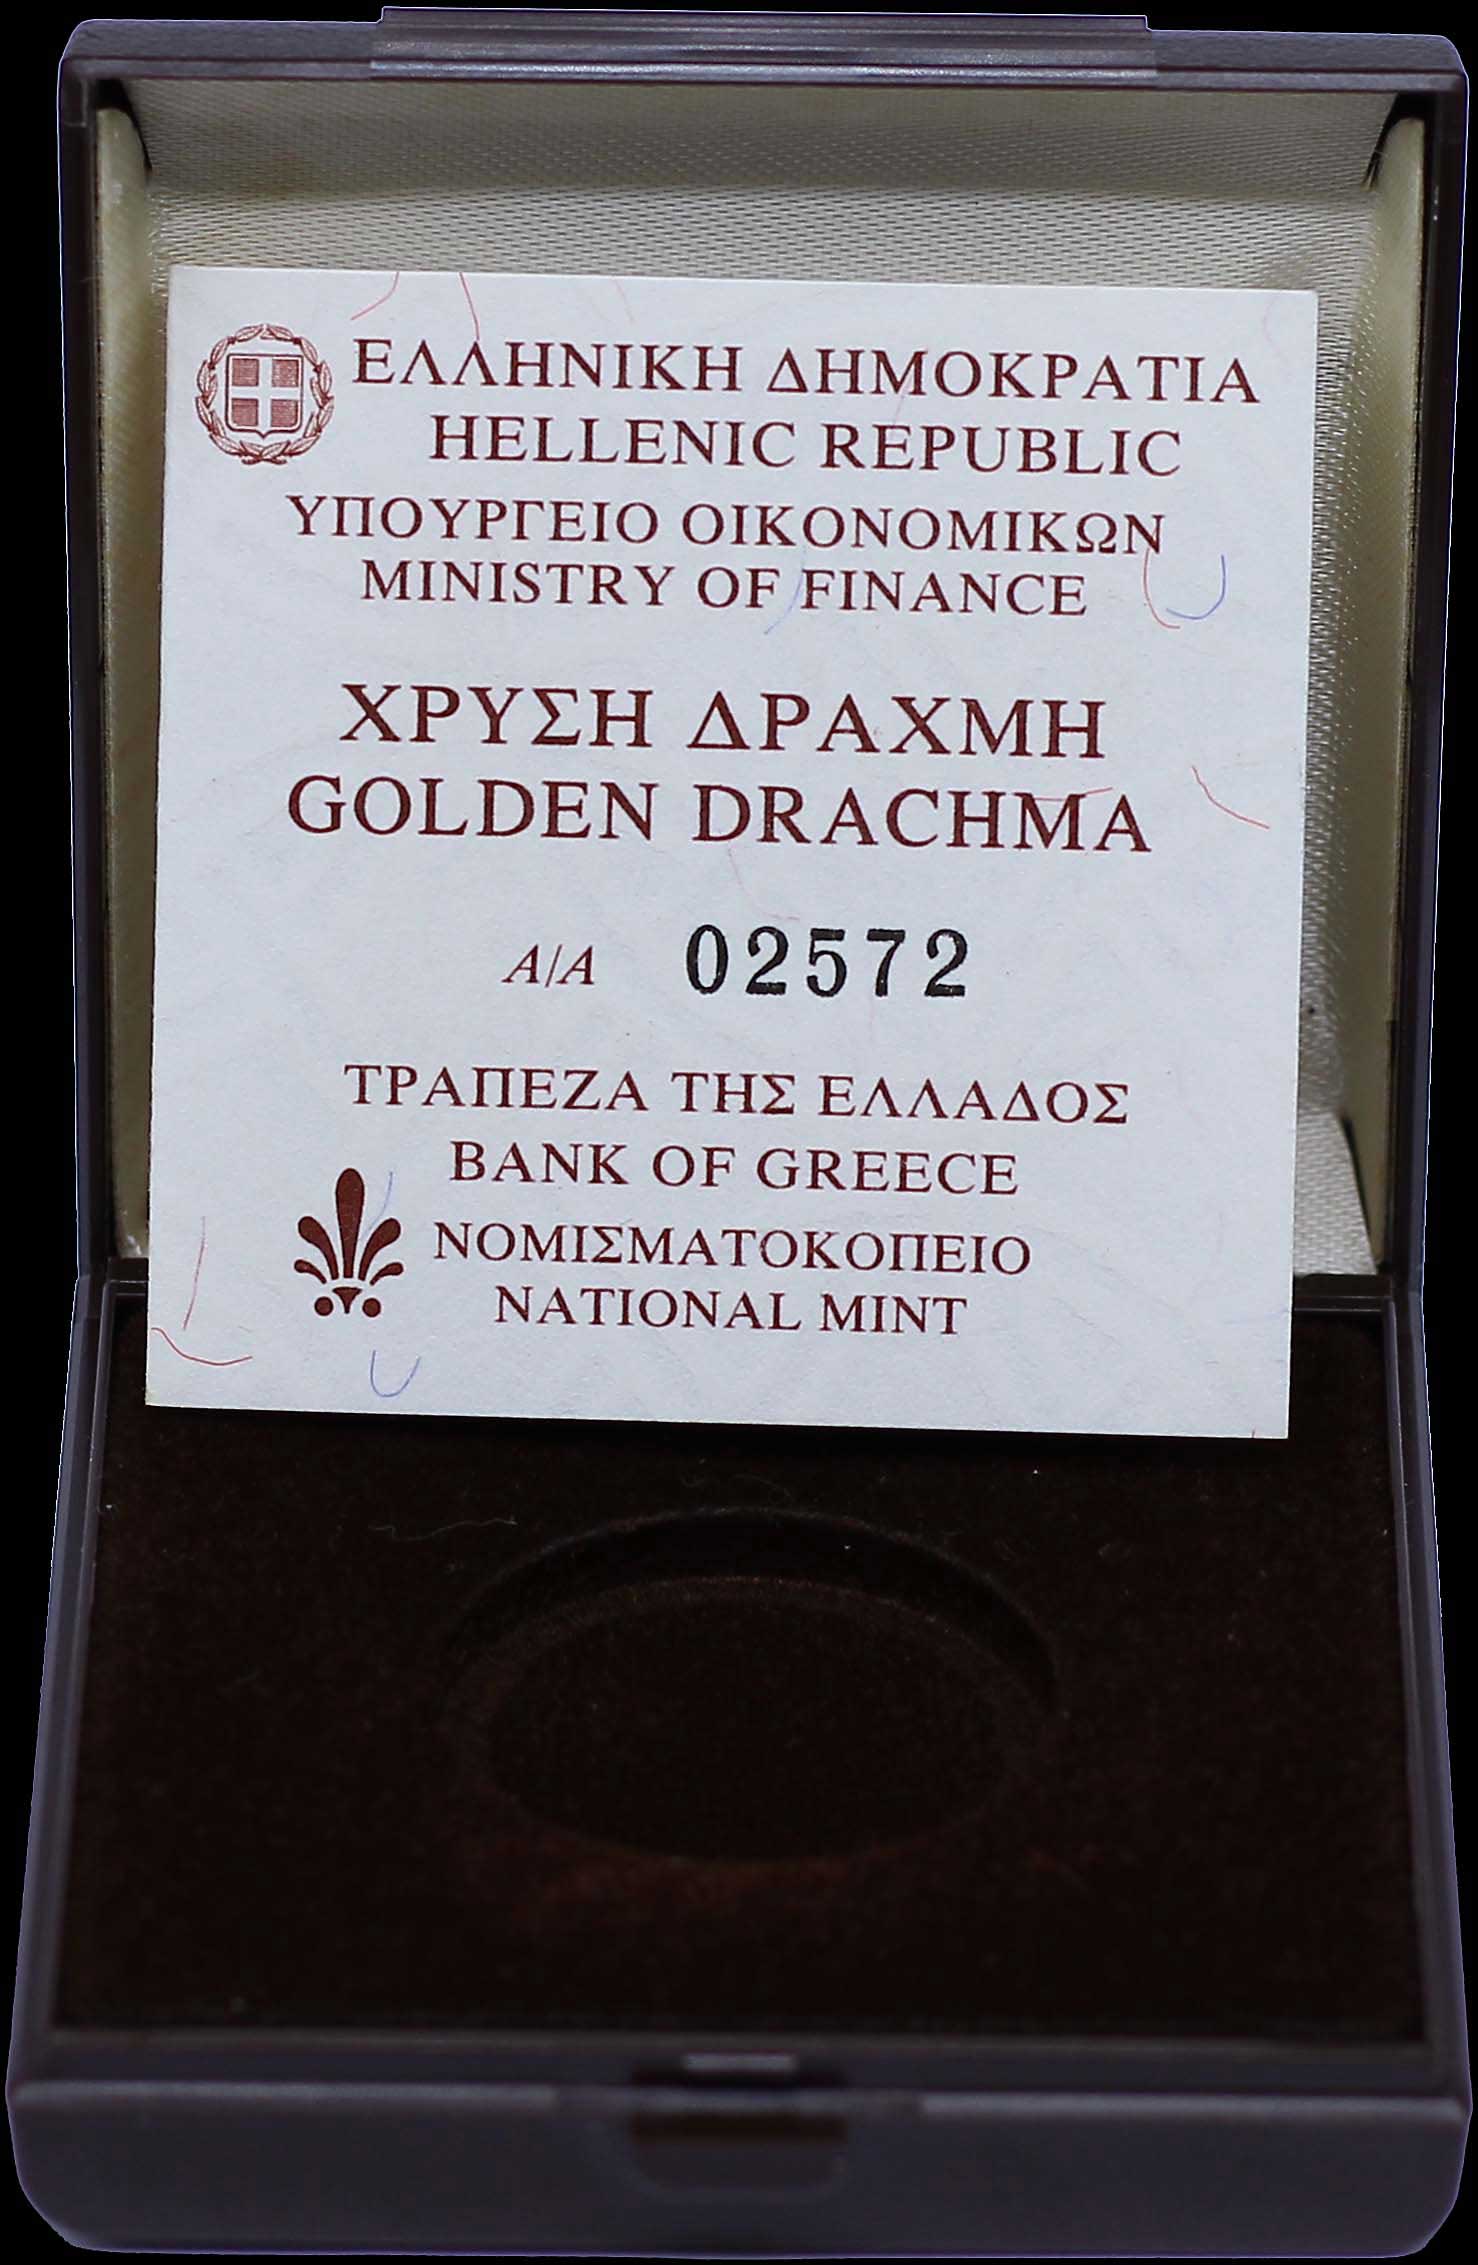 ΕΛΛΗΝΙΚΗ ΔΗΜΟΚΡΑΤΙΑ
HELLENIC REPUBLIC
ΥΠΟΥΡΓΕΙΟ ΟΙΚΟΝΟΜΙΚΩΝ
MINISTRY OF FINANCE
ΧΡΥΣΗ ΔΡΑΧΜΗ
GOLDEN DRACHMA
Α/Α 02572
ΤΡΑΠΕΖΑ ΤΗΣ ΕΛΛΑΔΟΣ
BANK OF GREECE
ΝΟΜΙΣΜΑΤΟΚΟΠΕΙΟ
NATIONAL MINT